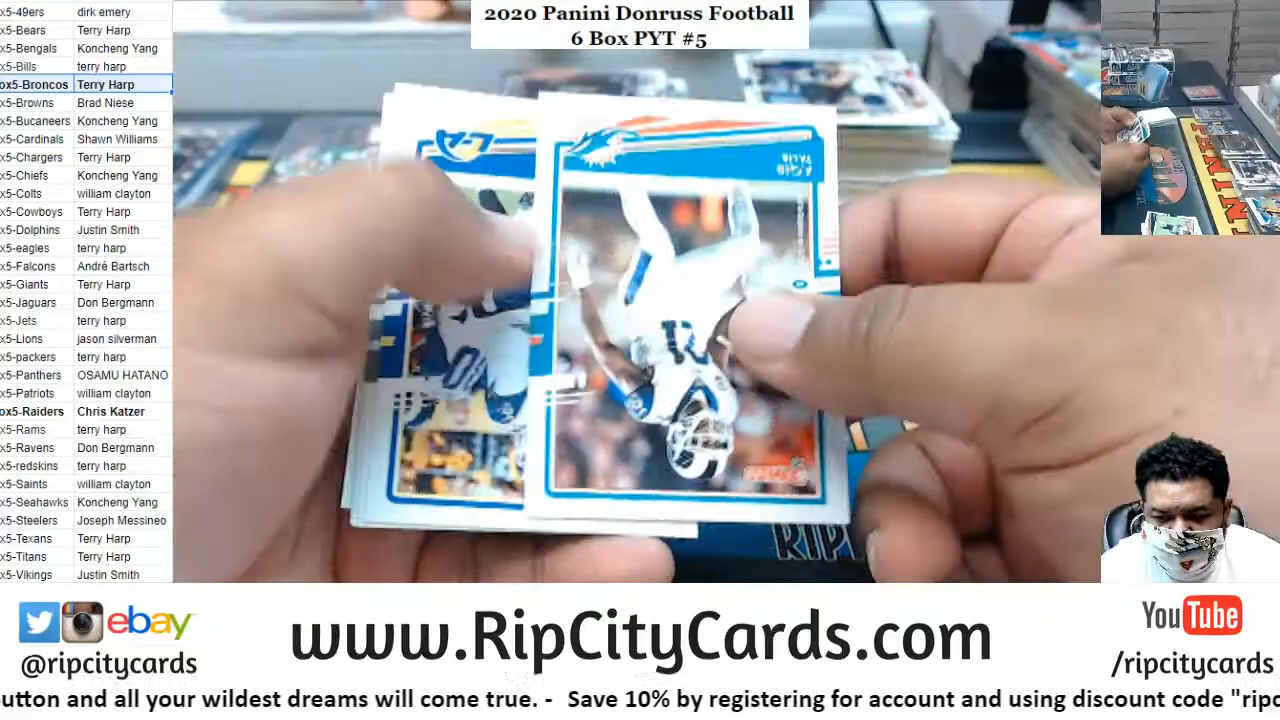 2020 Panini Donruss Football
6 Box PYT #5
x5-49ers dirk emery
x5-Bears Terry Harp
x5-Bengals Koncheng Yang
x5-Bills terry harp
ox5-Broncos Terry Harp
x5-Browns Brad Niese
x5-Bucaneers Koncheng Yang
x5-Cardinals Shawn Williams
x5-Chargers Terry Harp
x5-Chiefs Koncheng Yang
x5-Colts william clayton
x5-Cowboys Terry Harp
x5-Dolphins Justin Smith
x5-eagles terry harp
x5-Falcons André Bartsch
x5-Giants Terry Harp
x5-Jaguars Don Bergmann
x5-Jets terry harp
x5-Lions jason silverman
x5-packers terry harp
x5-Panthers OSAMU HATANO
x5-Patriots william clayton
ox5-Raiders Chris Katzer
x5-Rams terry harp
x5-Ravens Don Bergmann
x5-redskins terry harp
x5-Saints william clayton
x5-Seahawks Koncheng Yang
x5-Steelers Joseph Messineo
x5-Texans Terry Harp
x5-Titans Terry Harp
x5-Vikings Justin Smith
LA
AQIB
TALIB
21
RIP
ebay
@ripcitycards
www.RipCityCards.com
YouTube
/ripcitycards
utton and all your wildest dreams will come true. - Save 10% by registering for account and using discount code "ripc